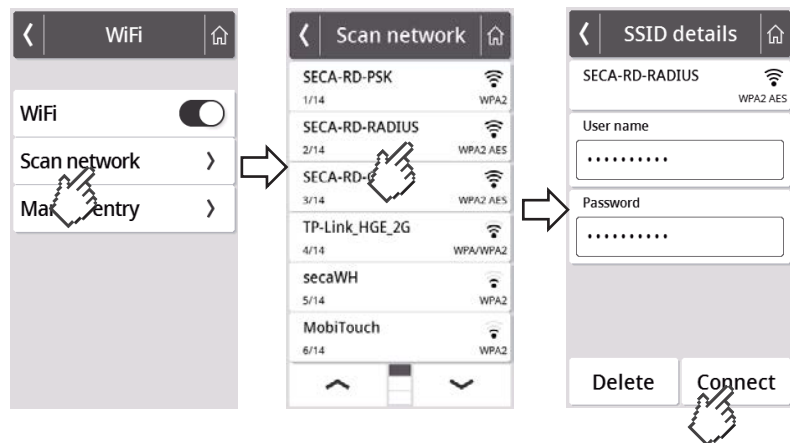 WiFi
WiFi
Scan network
entry
Scan network
SECA-RD-PSK
1/14 WPA2
SECA-RD-RADIUS
2/14 WPA2 AES
SECA-RD-
3/14 WPA2 AES
TP-Link_HGE_2G
4/14 WPA/WPA2
secaWH
5/14 WPA2
MobiTouch
6/14 WPA2
SSID details
SECA-RD-RADIUS
WPA2 AES
User name
••••••••••
Password
••••••••••
Delete Connect